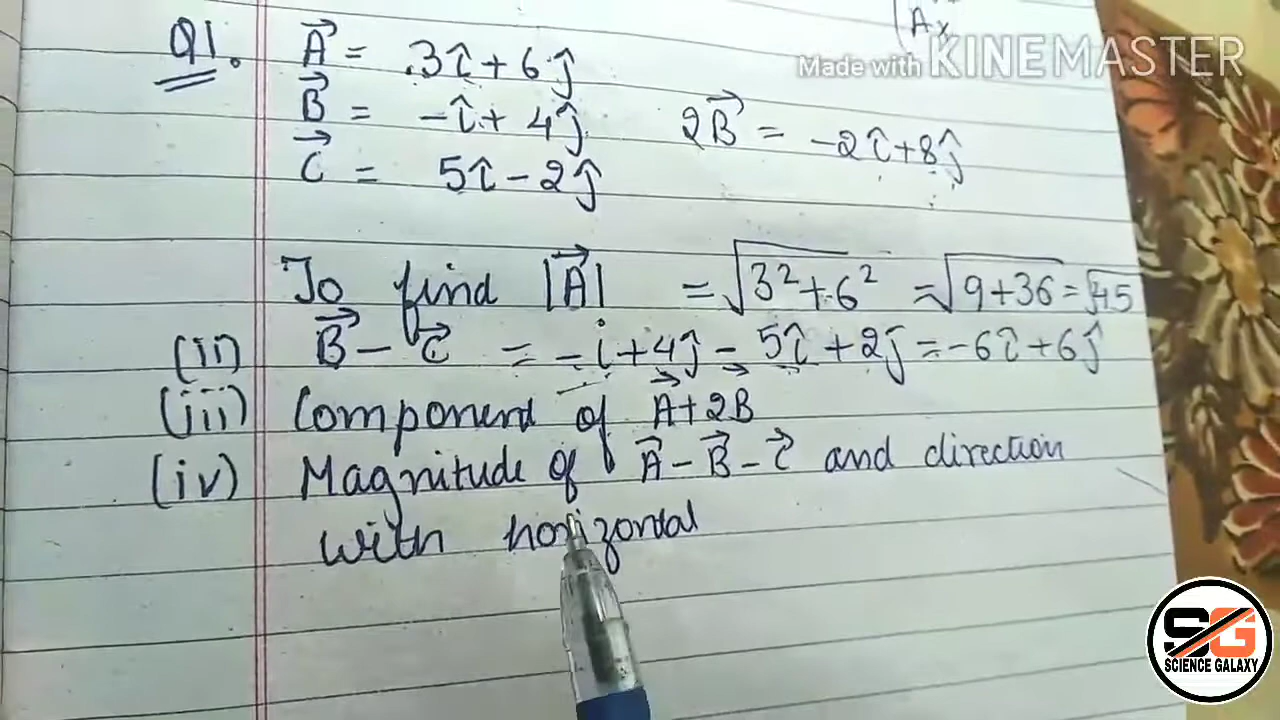 (Ax
Made with KINEMASTER
Q1. A⃗ = 3î + 6ĵ
B⃗ = -î + 4ĵ 2B⃗ = -2î + 8ĵ
C⃗ = 5î - 2ĵ
To find |A⃗| = √3² + 6² = √9 + 36 = √45
(ii) B⃗ - C⃗ = -î + 4ĵ - 5î + 2ĵ = -6î + 6ĵ
(iii) Component of A⃗ + 2B⃗
(iv) Magnitude of A⃗ - B⃗ - C⃗ and direction
with horizontal
SG
SCIENCE GALAXY